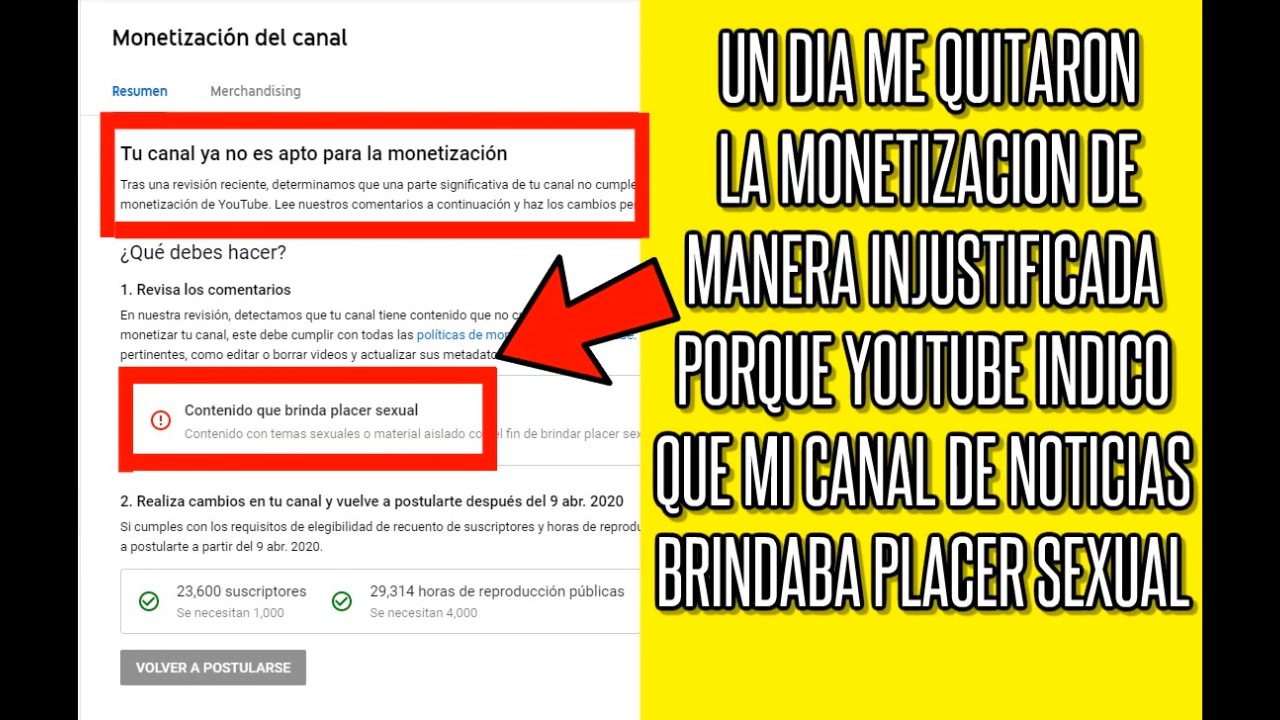 Monetización del canal
Resumen
Merchandising
Tu canal ya no es apto para la monetización
Tras una revisión reciente, determinamos que una parte significativa de tu canal no cumple
monetización de YouTube. Lee nuestros comentarios a continuación y haz los cambios
¿Qué debes hacer?
1. Revisa los comentarios
En nuestra revisión, detectamos que tu canal tiene contenido que no
monetizar tu canal, este debe cumplir con todas las políticas de
pertinentes, como editar o borrar videos y actualizar sus
Contenido que brinda placer sexual
Contenido con temas sexuales o material aislado el fin de brindar placer
2. Realiza cambios en tu canal y vuelve a postularte después del 9 abr. 2020
Si cumples con los requisitos de elegibilidad de recuento de suscriptores y horas de
a postularte a partir del 9 abr. 2020.
23,600 suscriptores
Se necesitan 1,000
29,314 horas de reproducción públicas
Se necesitan 4,000
VOLVER A POSTULARSE
UN DIA ME QUITARON
LA MONETIZACION DE
MANERA INJUSTIFICADA
PORQUE YOUTUBE INDICO
QUE MI CANAL DE NOTICIAS
BRINDABA PLACER SEXUAL